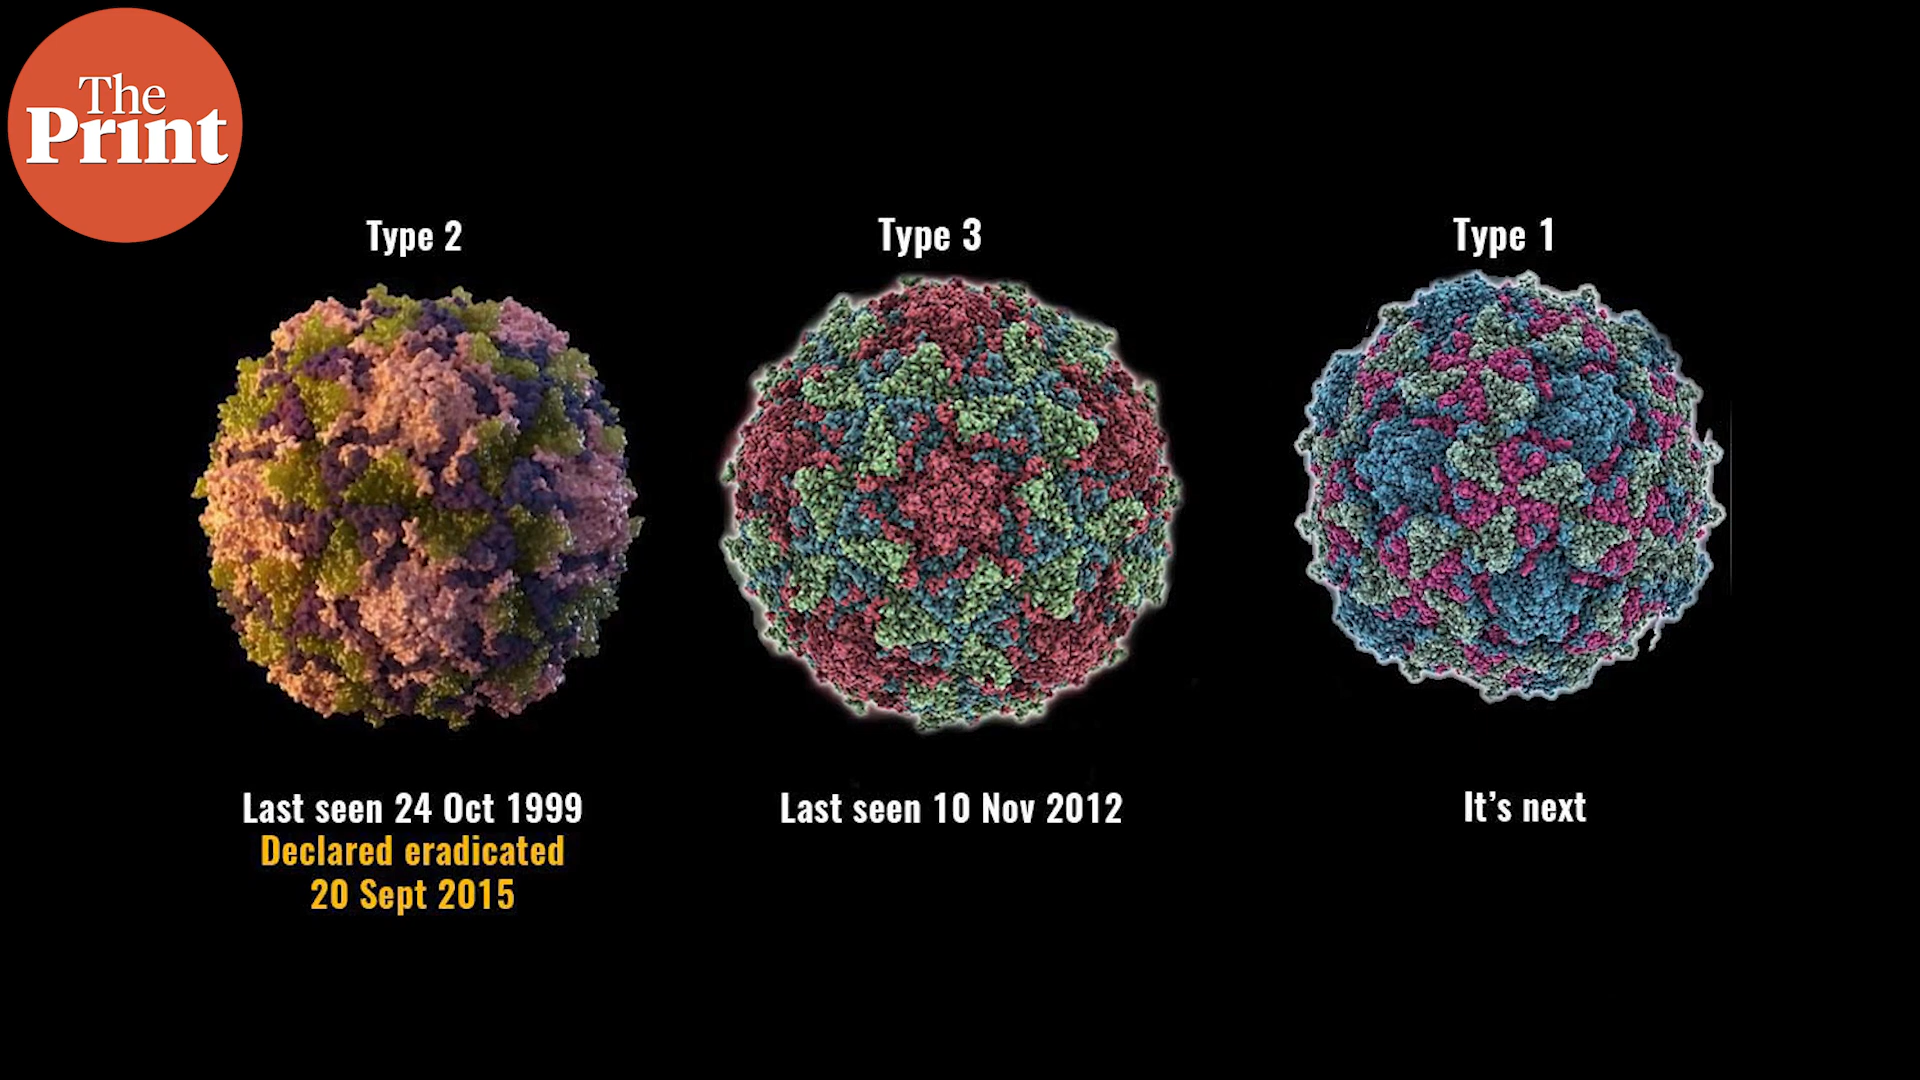 The
Print
Type 2
Type 3
Type 1
Last seen 24 Oct 1999
Declared eradicated
20 Sept 2015
Last seen 10 Nov 2012
It’s next